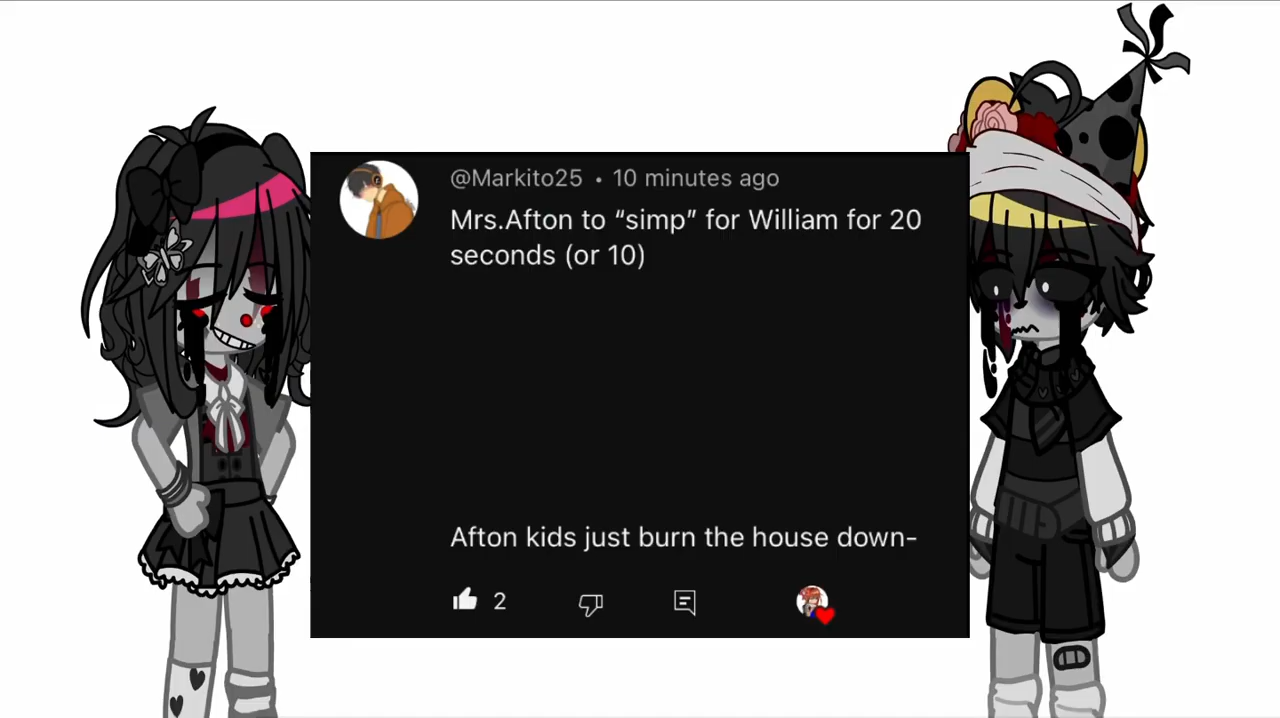 @Markito25 • 10 minutes ago
Mrs.Afton to “simp” for William for 20
seconds (or 10)
Afton kids just burn the house down-
2